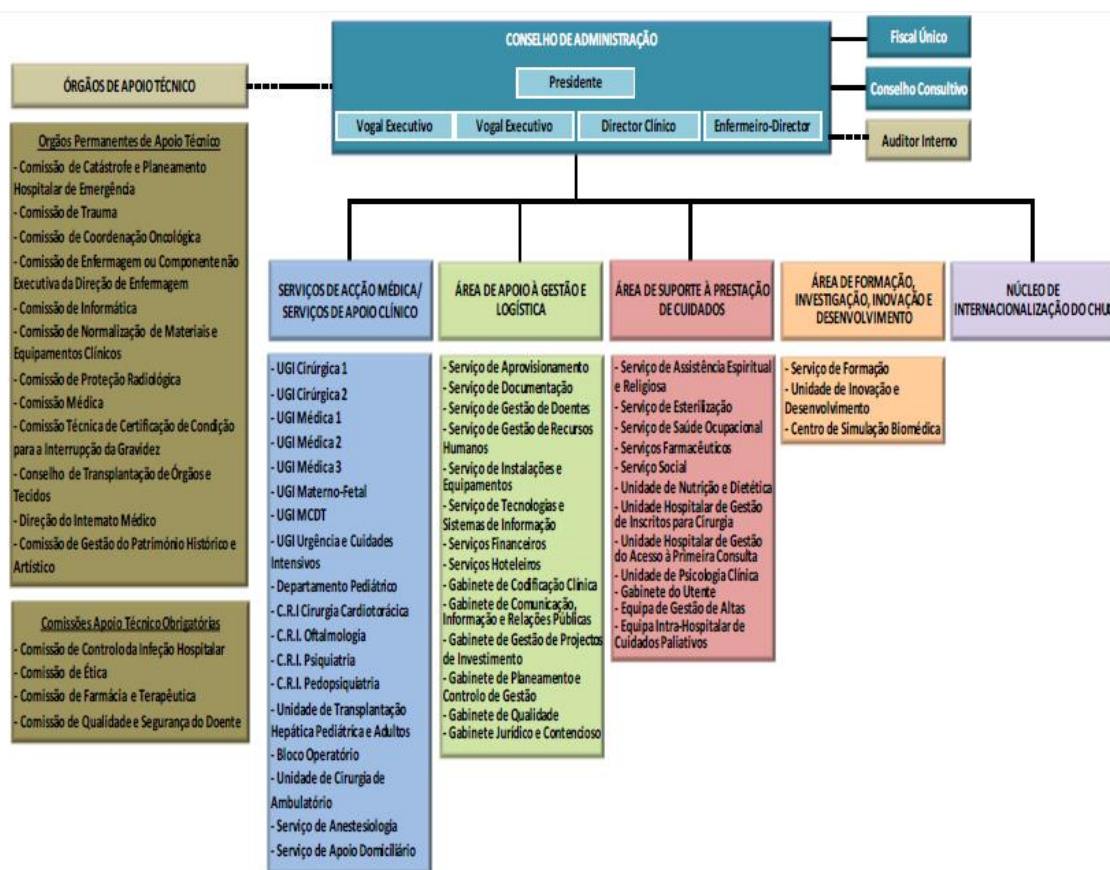 CONSELHO DE ADMINISTRAÇÃO
Presidente
Vogal Executivo
Vogal Executivo
Director Clínico
Enfermeiro-Director
Fiscal Único
Conselho Consultivo
Auditor Interno
ÓRGÃOS DE APOIO TÉCNICO
Orgãos Permanentes de Apoio Técnico
- Comissão de Catástrofe e Planeamento
Hospitalar de Emergência
- Comissão de Trauma
- Comissão de Coordenação Oncológica
- Comissão de Enfermagem ou Componente não
Executiva da Direção de Enfermagem
- Comissão de Informática
- Comissão de Normalização de Materiais e
Equipamentos Clínicos
- Comissão de Proteção Radiológica
- Comissão Médica
- Comissão Técnica de Certificação de Condição
para a Interrupção da Gravidez
- Conselho de Transplantação de Órgãos e
Tecidos
- Direção do Internato Médico
- Comissão de Gestão do Património Histórico e
Artístico
Comissões Apoio Técnico Obrigatórias
- Comissão de Controlo da Infeção Hospitalar
- Comissão de Ética
- Comissão de Farmácia e Terapêutica
- Comissão de Qualidade e Segurança do Doente
SERVIÇOS DE ACÇÃO MÉDICA/
SERVIÇOS DE APOIO CLÍNICO
- UGI Cirúrgica 1
- UGI Cirúrgica 2
- UGI Médica 1
- UGI Médica 2
- UGI Médica 3
- UGI Materno-Fetal
- UGI MCDT
- UGI Urgência e Cuidados
Intensivos
- Departamento Pediátrico
- C.R.I Cirurgia Cardiotorácica
- C.R.I. Oftalmologia
- C.R.I. Psiquiatria
- C.R.I. Pedopsiquiatria
- Unidade de Transplantação
Hepática Pediátrica e Adultos
- Bloco Operatório
- Unidade de Cirurgia de
Ambulatório
- Serviço de Anestesiologia
- Serviço de Apoio Domiciliário
ÁREA DE APOIO À GESTÃO E
LOGÍSTICA
- Serviço de Aprovisionamento
- Serviço de Documentação
- Serviço de Gestão de Doentes
- Serviço de Gestão de Recursos
Humanos
- Serviço de Instalações e
Equipamentos
- Serviço de Tecnologias e
Sistemas de Informação
- Serviços Financeiros
- Serviços Hoteleiros
- Gabinete de Codificação Clínica
- Gabinete de Comunicação,
Informação e Relações Públicas
- Gabinete de Gestão de Projectos
de Investimento
- Gabinete de Planeamento e
Controlo de Gestão
- Gabinete de Qualidade
- Gabinete Jurídico e Contencioso
ÁREA DE SUPORTE À PRESTAÇÃO
DE CUIDADOS
- Serviço de Assistência Espiritual
e Religiosa
- Serviço de Esterilização
- Serviço de Saúde Ocupacional
- Serviços Farmacêuticos
- Serviço Social
- Unidade de Nutrição e Dietética
- Unidade Hospitalar de Gestão
de Inscritos para Cirurgia
- Unidade Hospitalar de Gestão
do Acesso à Primeira Consulta
- Unidade de Psicologia Clínica
- Gabinete do Utente
- Equipa de Gestão de Altas
- Equipa Intra-Hospitalar de
Cuidados Paliativos
ÁREA DE FORMAÇÃO,
INVESTIGAÇÃO, INOVAÇÃO E
DESENVOLVIMENTO
- Serviço de Formação
- Unidade de Inovação e
Desenvolvimento
- Centro de Simulação Biomédica
NÚCLEO DE
INTERNACIONALIZAÇÃO DO